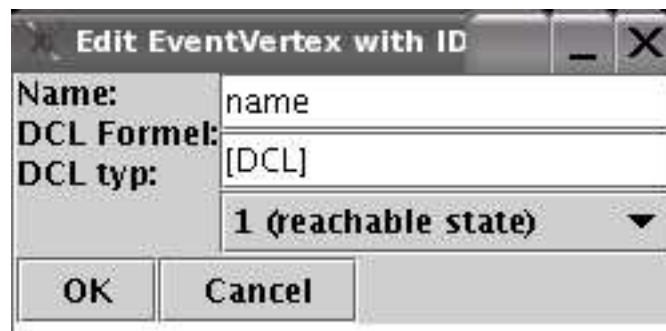 Edit EventVertex with ID
Name:
name
DCL Formel:
[DCL]
DCL typ:
1 (reachable state)
OK
Cancel